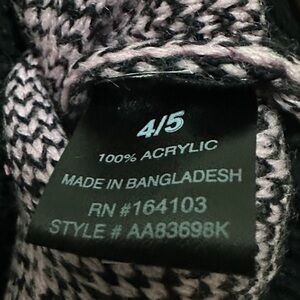 4/5
100% ACRYLIC
MADE IN BANGLADESH
RN #164103
STYLE # AA83698K